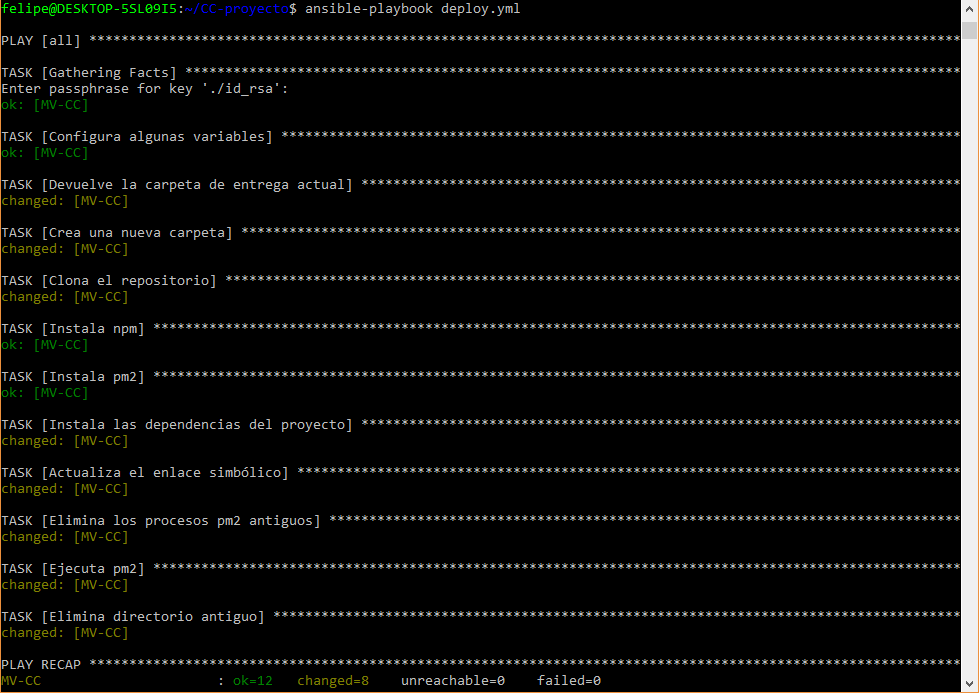 felipe@DESKTOP-5SL09I5:~/CC-proyecto$ ansible-playbook deploy.yml
PLAY [all] *************************************************************************************************************
TASK [Gathering Facts] *************************************************************************************************
Enter passphrase for key './id_rsa':
ok: [MV-CC]
TASK [Configura algunas variables] *************************************************************************************
ok: [MV-CC]
TASK [Devuelve la carpeta de entrega actual] ***************************************************************************
changed: [MV-CC]
TASK [Crea una nueva carpeta] ******************************************************************************************
changed: [MV-CC]
TASK [Clona el repositorio] ********************************************************************************************
changed: [MV-CC]
TASK [Instala npm] *****************************************************************************************************
ok: [MV-CC]
TASK [Instala pm2] *****************************************************************************************************
ok: [MV-CC]
TASK [Instala las dependencias del proyecto] ***************************************************************************
changed: [MV-CC]
TASK [Actualiza el enlace simbólico] ***********************************************************************************
changed: [MV-CC]
TASK [Elimina los procesos pm2 antiguos] *******************************************************************************
changed: [MV-CC]
TASK [Ejecuta pm2] *****************************************************************************************************
changed: [MV-CC]
TASK [Elimina directorio antiguo] **************************************************************************************
changed: [MV-CC]
PLAY RECAP *************************************************************************************************************
MV-CC                      : ok=12   changed=8    unreachable=0    failed=0